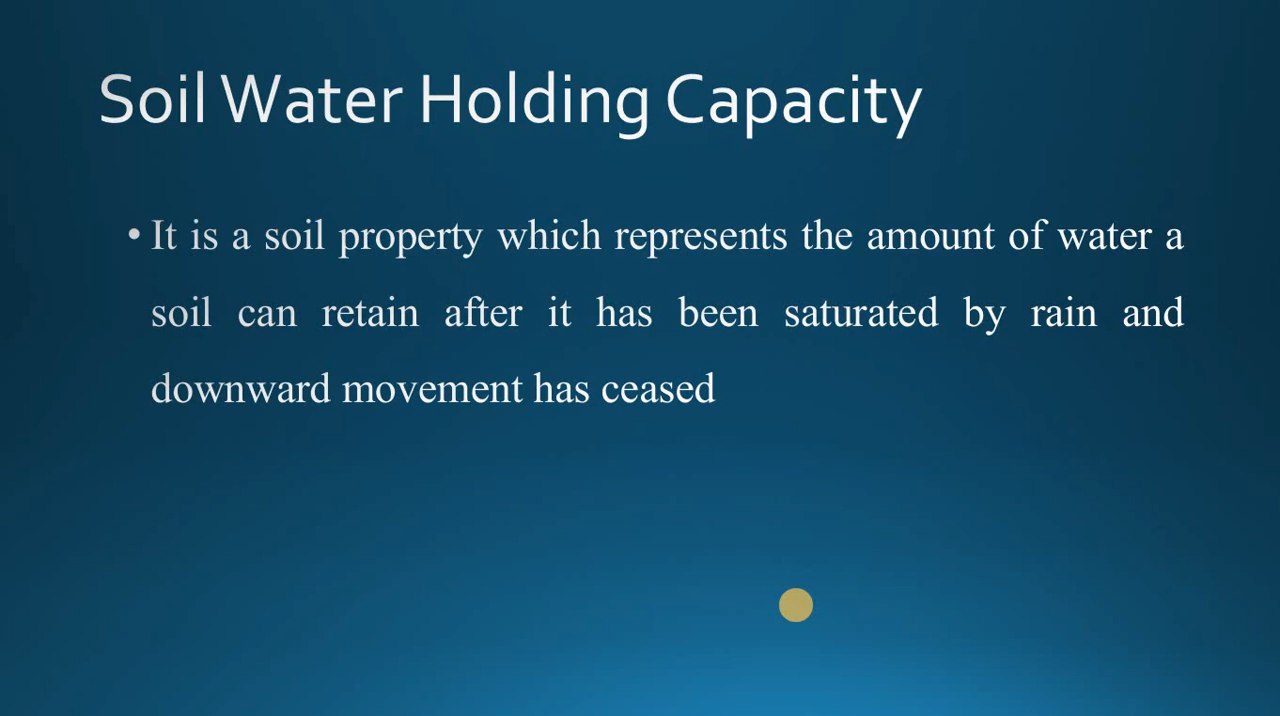 Soil Water Holding Capacity
• It is a soil property which represents the amount of water a
soil can retain after it has been saturated by rain and
downward movement has ceased